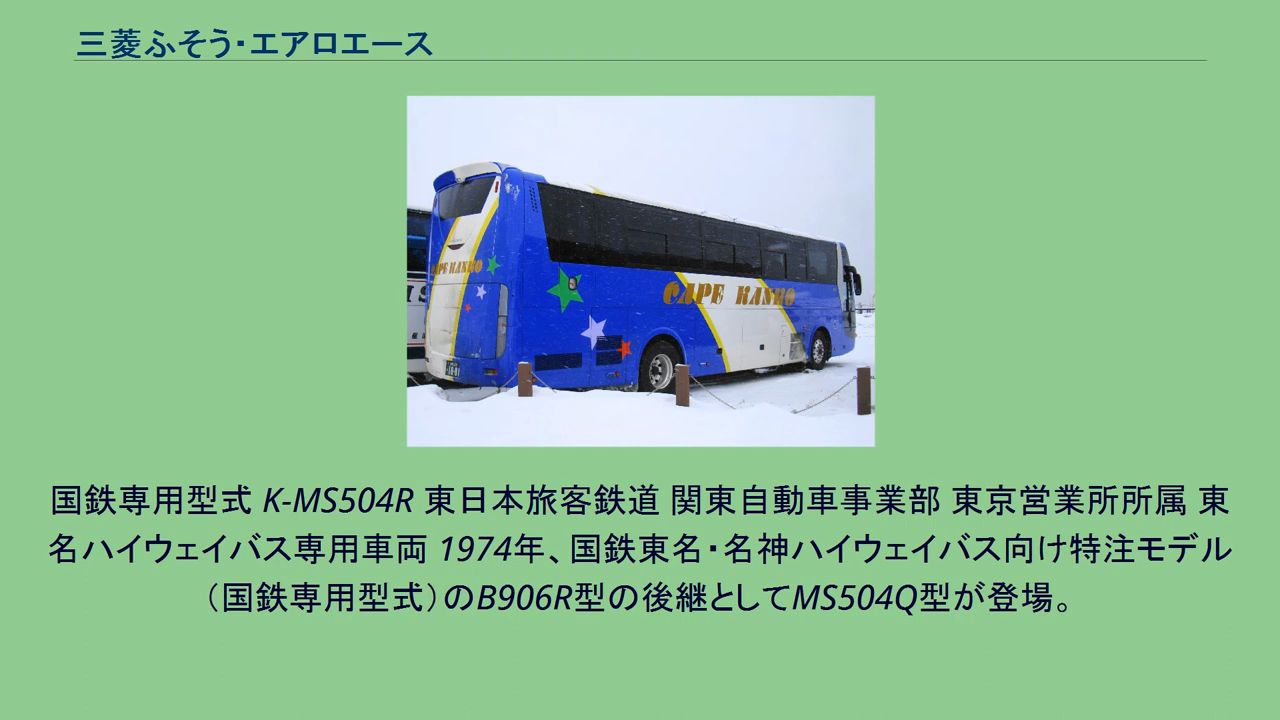 三菱ふそう・エアロエース
CAPE KANKO
CAPE KANKO
国鉄専用型式 K-MS504R 東日本旅客鉄道 関東自動車事業部 東京営業所所属 東
名ハイウェイバス専用車両 1974年、国鉄東名・名神ハイウェイバス向け特注モデル
（国鉄専用型式）のB906R型の後継としてMS504Q型が登場。